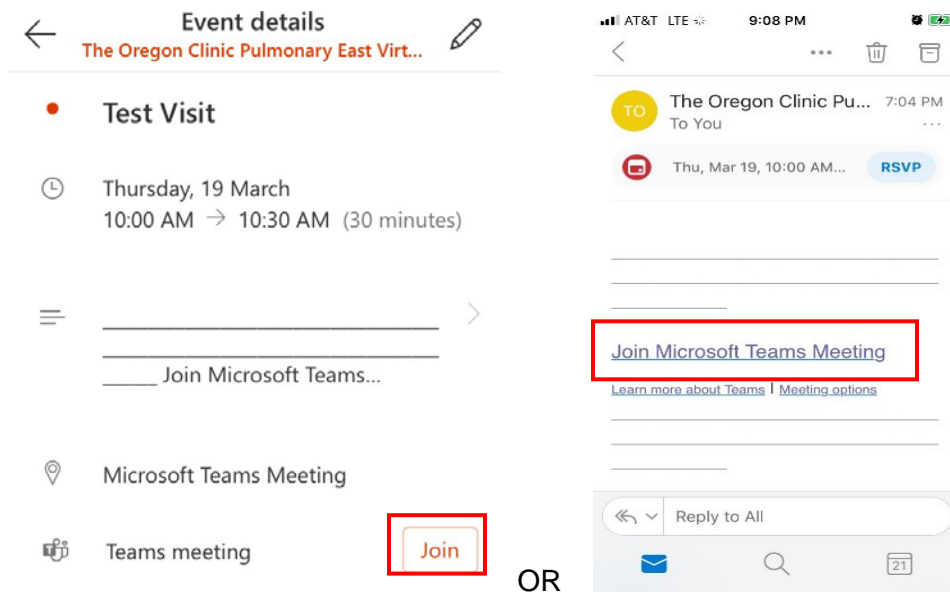 Event details
The Oregon Clinic Pulmonary East Virt...
Test Visit
Thursday, 19 March
10:00 AM → 10:30 AM (30 minutes)
_____ Join Microsoft Teams...
Microsoft Teams Meeting
Teams meeting
Join
OR
AT&T LTE 9:08 PM
TO
The Oregon Clinic Pu... 7:04 PM
To You
Thu, Mar 19, 10:00 AM... RSVP
Join Microsoft Teams Meeting
Learn more about Teams | Meeting options
Reply to All
21